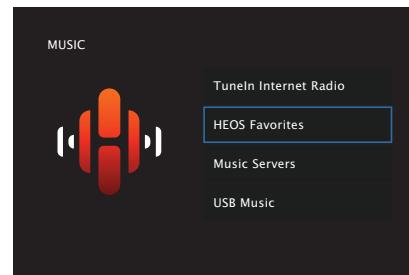 MUSIC
TuneIn Internet Radio
HEOS Favorites
Music Servers
USB Music